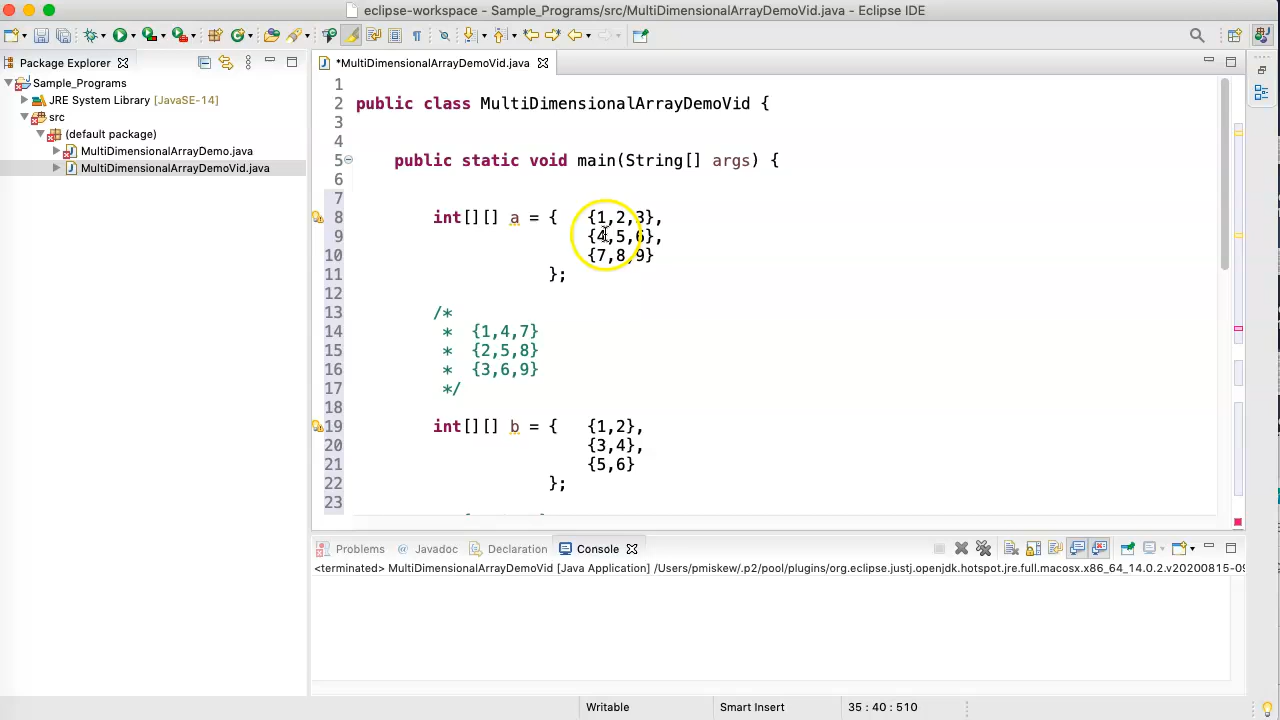 eclipse-workspace - Sample_Programs/src/MultiDimensionalArrayDemoVid.java - Eclipse IDE
Package Explorer
*MultiDimensionalArrayDemoVid.java
Sample_Programs
JRE System Library [JavaSE-14]
src
(default package)
MultiDimensionalArrayDemo.java
MultiDimensionalArrayDemoVid.java
1
2 public class MultiDimensionalArrayDemoVid {
3
4
5 public static void main(String[] args) {
6
7
8 int[][] a = { {1,2,3},
9 {4,5,6},
10 {7,8,9}
11 };
12
13 /*
14 * {1,4,7}
15 * {2,5,8}
16 * {3,6,9}
17 */
18
19 int[][] b = { {1,2},
20 {3,4},
21 {5,6}
22 };
23
Problems @ Javadoc Declaration Console
<terminated> MultiDimensionalArrayDemoVid [Java Application] /Users/pmiskew/.p2/pool/plugins/org.eclipse.justj.openjdk.hotspot.jre.full.macosx.x86_64_14.0.2.v20200815-09
Writable Smart Insert 35 : 40 : 510